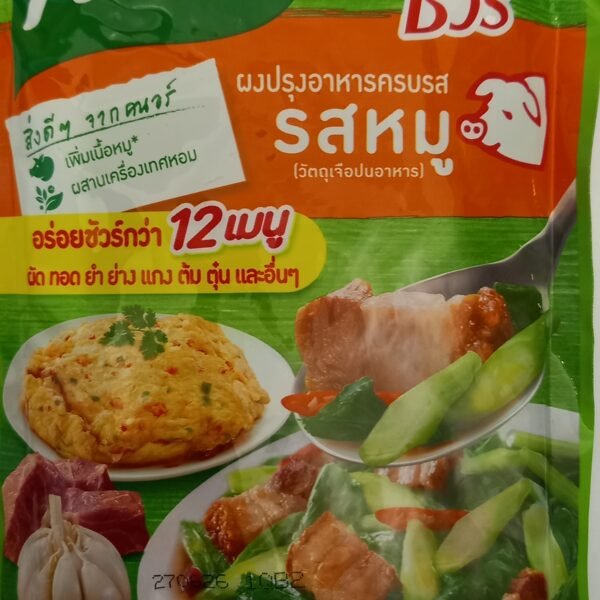 ชัวร์
ผงปรุงอาหารครบรส
รสหมู
(วัตถุเจือปนอาหาร)
สิ่งดีๆ จากคนอร์
เพิ่มเนื้อหมู*
ผสานเครื่องเทศหอม
อร่อยชัวร์กว่า 12 เมนู
ผัด ทอด ยำ ย่าง แกง ต้ม ตุ๋น และอื่นๆ